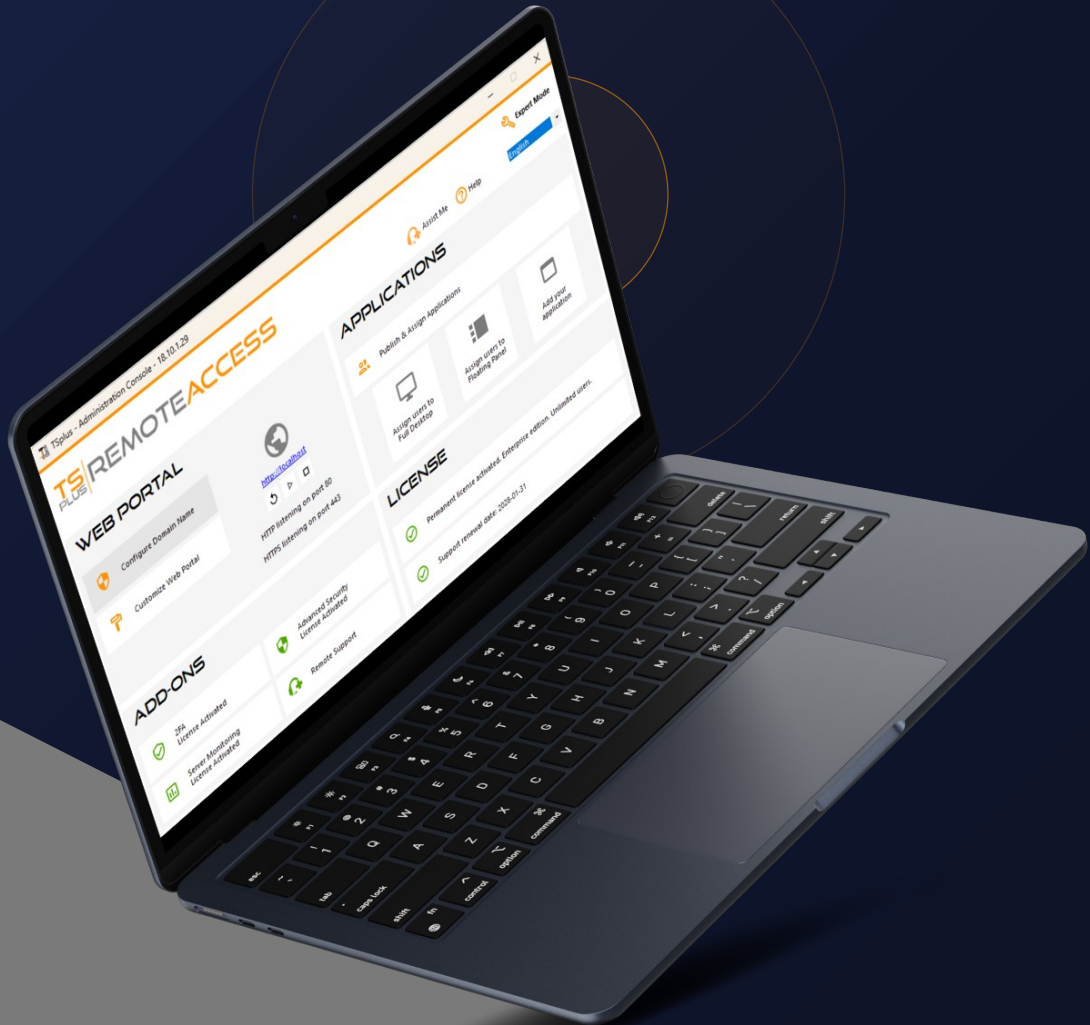 TSplus - Administration Console - 18.10.1.29
Expert Mode
English
Assist Me
Help
TS PLUS REMOTEACCESS
WEB PORTAL
Configure Domain Name
Customize Web Portal
http://localhost
HTTP listening on port 80
HTTPS listening on port 443
APPLICATIONS
Publish & Assign Applications
Assign users to
Full Desktop
Assign users to
Floating Panel
Add your
application
LICENSE
Permanent license activated. Enterprise edition. Unlimited users.
Support renewal date: 2028-01-31
ADD-ONS
2FA
License Activated
Server Monitoring
License Activated
Advanced Security
License Activated
Remote Support
esc
delete
tab
caps lock
return
shift
shift
fn
control
option
command
command
option
Q W E R T Y U I O P
A S D F G H J K L
Z X C V B N M